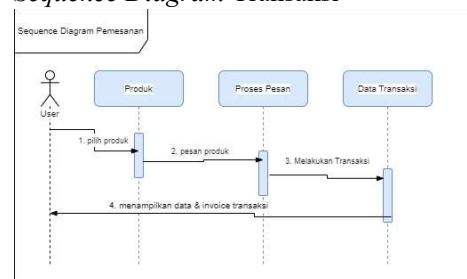 Sequence Diagram Transaksi
Sequence Diagram Pemesanan
Produk
Proses Pesan
Data Transaksi
User
1. pilih produk
2. pesan produk
3. Melakukan Transaksi
4. menampilkan data & invoice transaksi